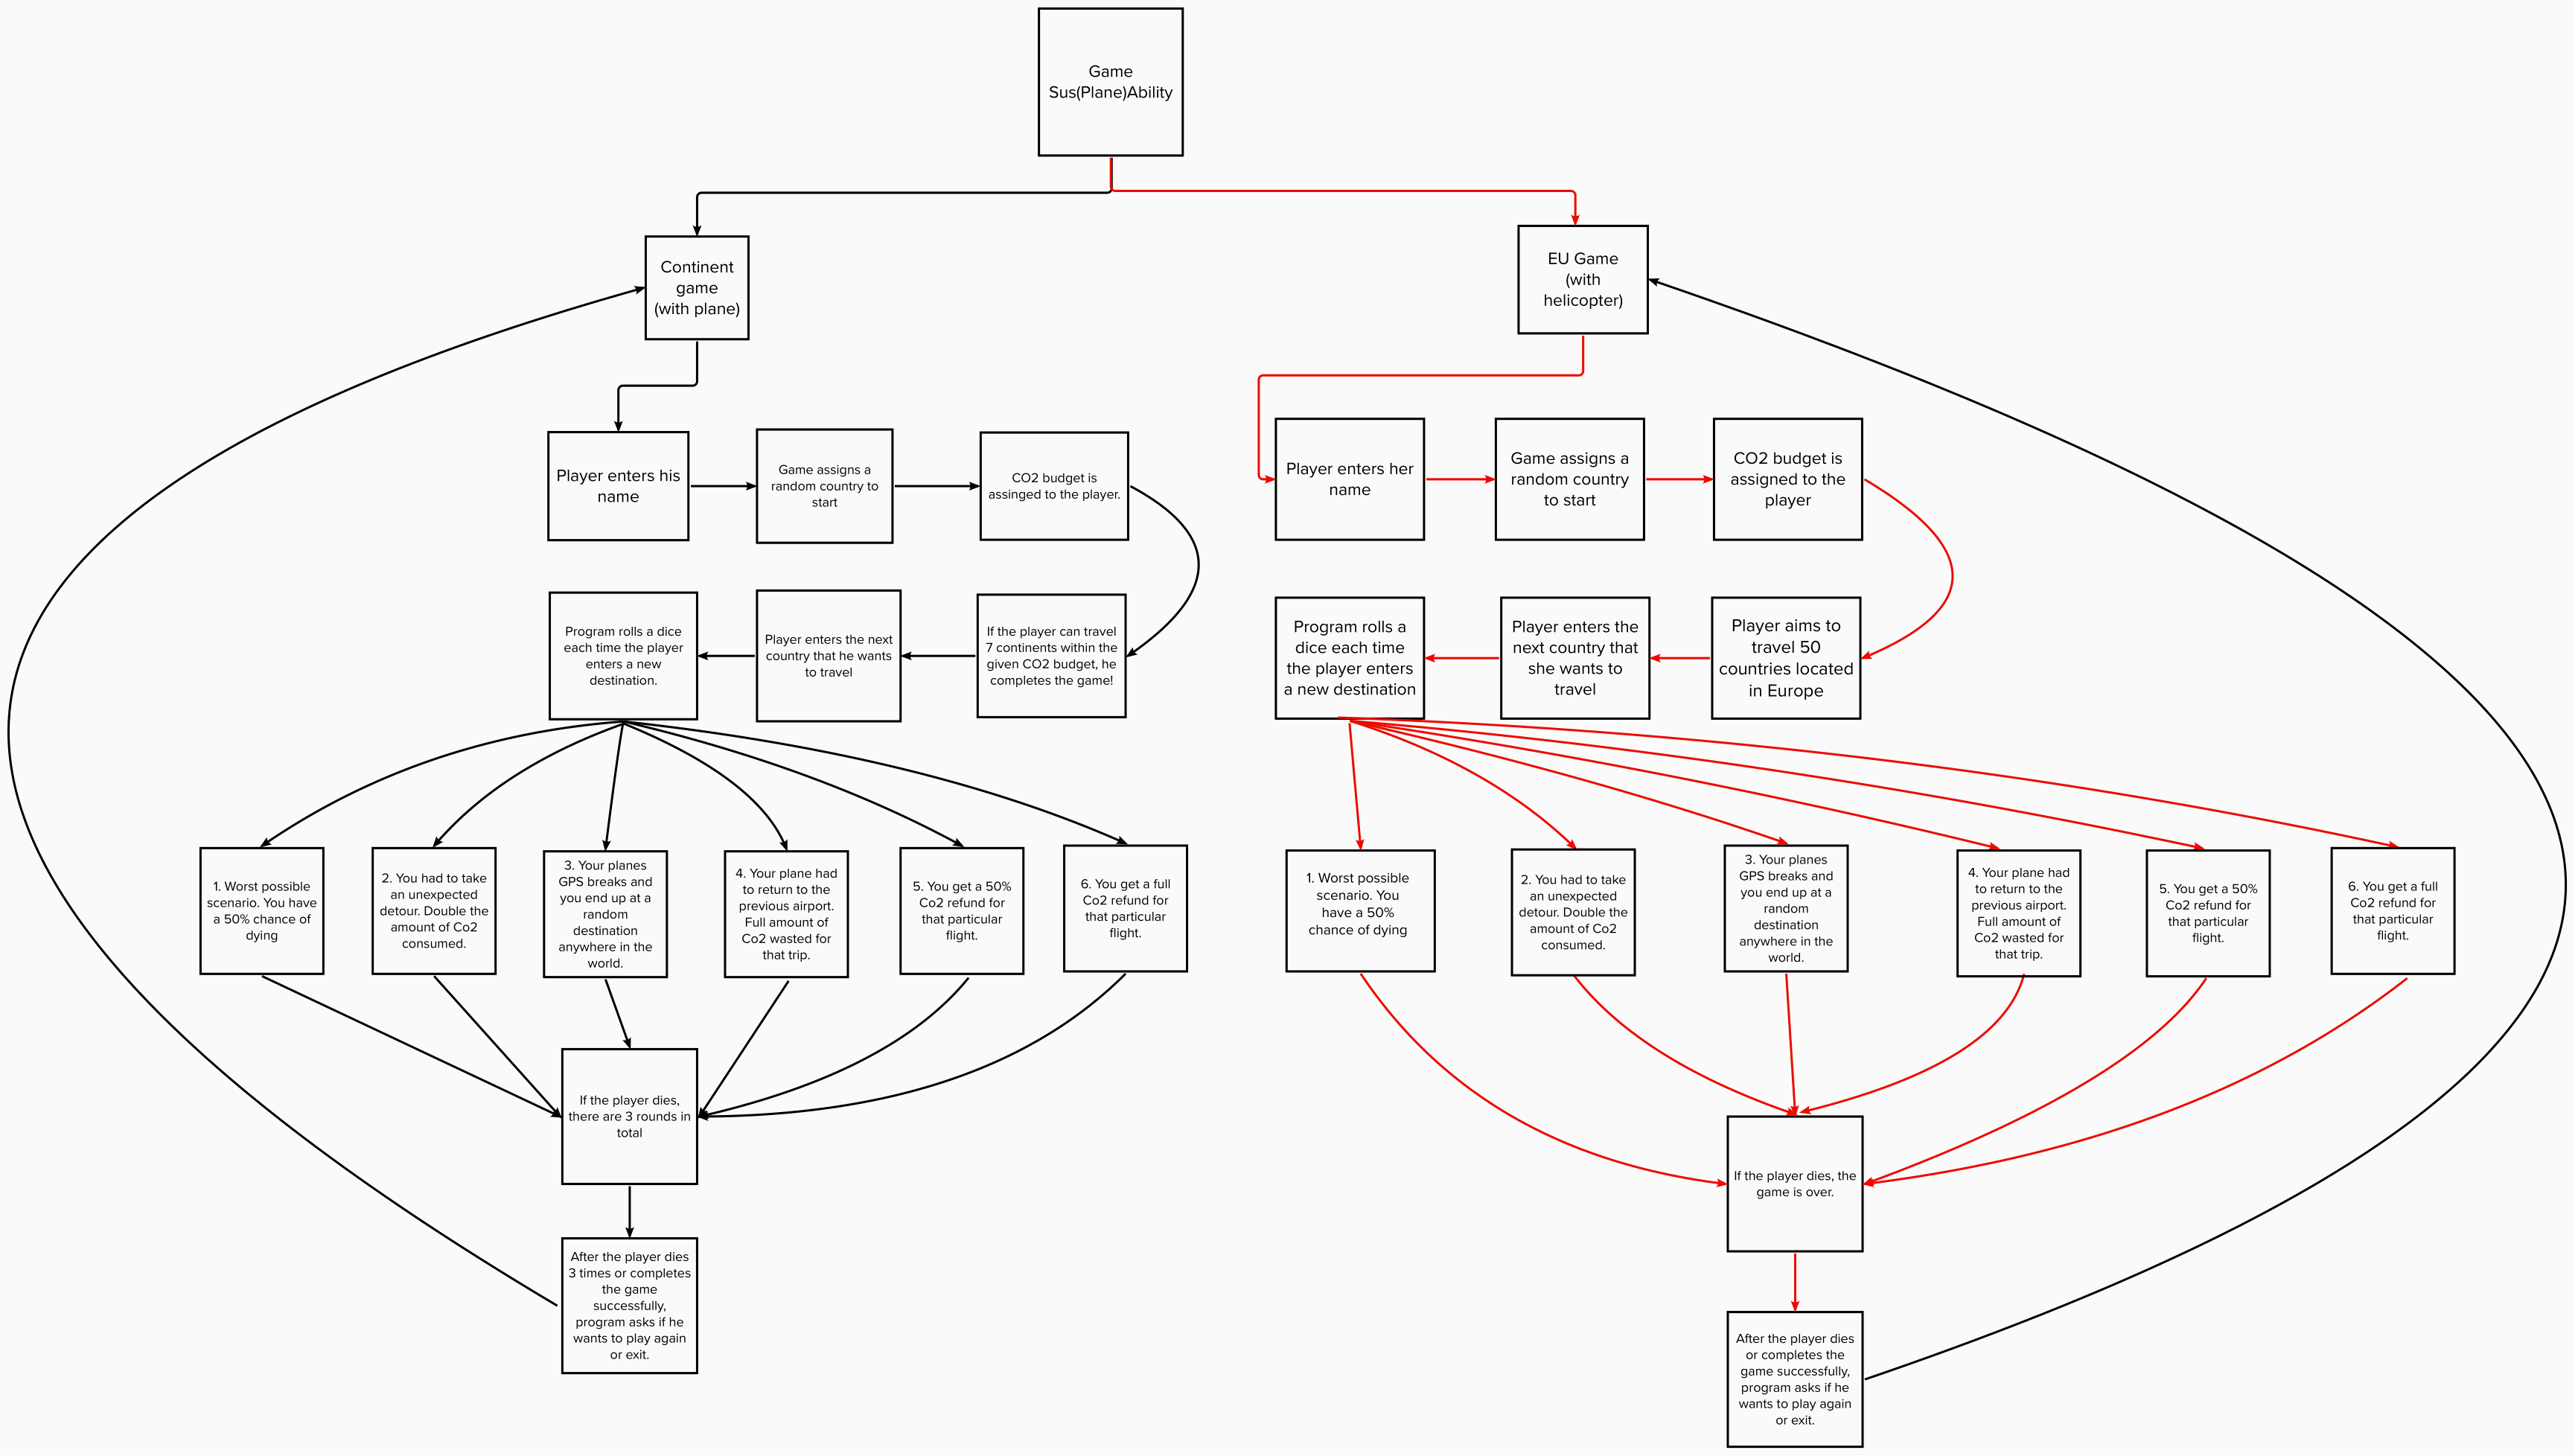 Game
Sus(Plane)Ability
Continent
game
(with plane)
EU Game
(with
helicopter)
Player enters his
name
Game assigns a
random country to
start
CO2 budget is
assinged to the player.
Player enters her
name
Game assigns a
random country
to start
CO2 budget is
assigned to the
player
Program rolls a dice
each time the player
enters a new
destination.
Player enters the next
country that he wants
to travel
If the player can travel
7 continents within the
given CO2 budget, he
completes the game!
Program rolls a
dice each time
the player enters
a new destination
Player enters the
next country that
she wants to
travel
Player aims to
travel 50
countries located
in Europe
1. Worst possible
scenario. You have
a 50% chance of
dying
2. You had to take
an unexpected
detour. Double the
amount of Co2
consumed.
3. Your planes
GPS breaks and
you end up at a
random
destination
anywhere in the
world.
4. Your plane had
to return to the
previous airport.
Full amount of
Co2 wasted for
that trip.
5. You get a 50%
Co2 refund for
that particular
flight.
6. You get a full
Co2 refund for
that particular
flight.
1. Worst possible
scenario. You
have a 50%
chance of dying
2. You had to take
an unexpected
detour. Double the
amount of Co2
consumed.
3. Your planes
GPS breaks and
you end up at a
random
destination
anywhere in the
world.
4. Your plane had
to return to the
previous airport.
Full amount of
Co2 wasted for
that trip.
5. You get a 50%
Co2 refund for
that particular
flight.
6. You get a full
Co2 refund for
that particular
flight.
If the player dies,
there are 3 rounds in
total
If the player dies, the
game is over.
After the player dies
3 times or completes
the game
successfully,
program asks if he
wants to play again
or exit.
After the player dies
or completes the
game successfully,
program asks if he
wants to play again
or exit.